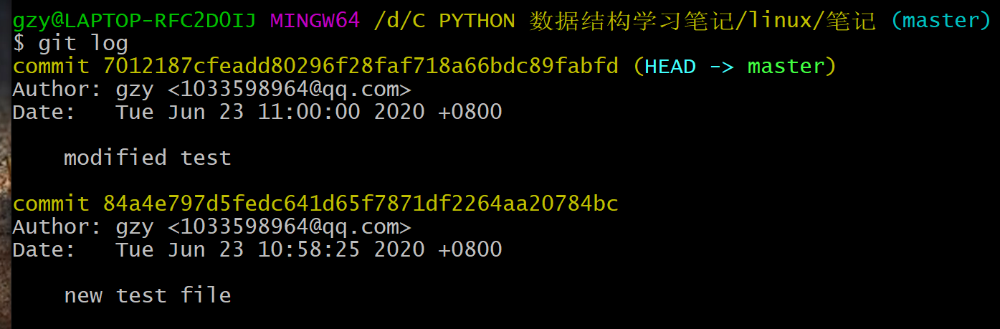 gzy@LAPTOP-RFC2D0IJ MINGW64 /d/C PYTHON 数据结构学习笔记/linux/笔记 (master)
$ git log
commit 7012187cfeadd80296f28faf718a66bdc89fabfd (HEAD -> master)
Author: gzy <1033598964@qq.com>
Date:   Tue Jun 23 11:00:00 2020 +0800
    modified test
commit 84a4e797d5fedc641d65f7871df2264aa20784bc
Author: gzy <1033598964@qq.com>
Date:   Tue Jun 23 10:58:25 2020 +0800
    new test file